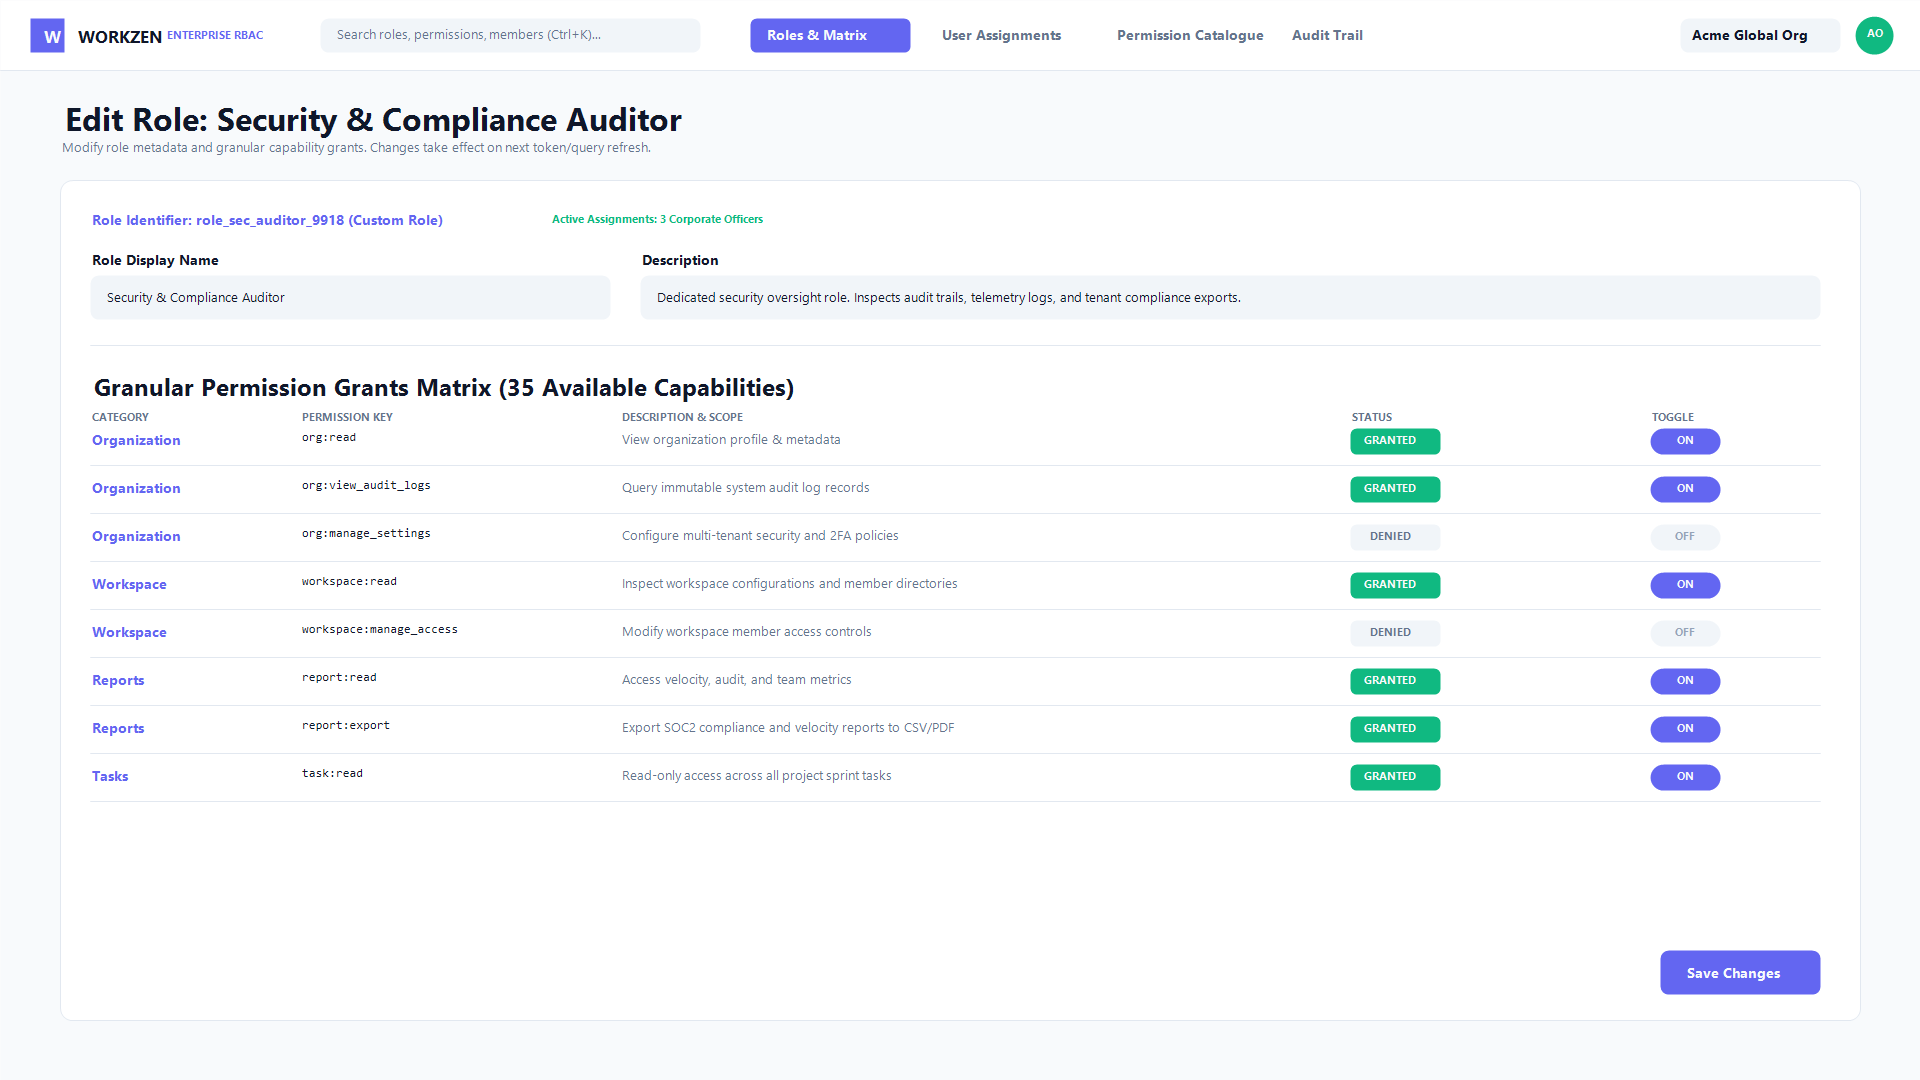 W WORKZEN ENTERPRISE RBAC Search roles, permissions, members (Ctrl+K)... Roles & Matrix User Assignments Permission Catalogue Audit Trail Acme Global Org AO
Edit Role: Security & Compliance Auditor
Modify role metadata and granular capability grants. Changes take effect on next token/query refresh.
Role Identifier: role_sec_auditor_9918 (Custom Role) Active Assignments: 3 Corporate Officers
Role Display Name Description
Security & Compliance Auditor Dedicated security oversight role. Inspects audit trails, telemetry logs, and tenant compliance exports.
Granular Permission Grants Matrix (35 Available Capabilities)
CATEGORY PERMISSION KEY DESCRIPTION & SCOPE STATUS TOGGLE
Organization org:read View organization profile & metadata GRANTED ON
Organization org:view_audit_logs Query immutable system audit log records GRANTED ON
Organization org:manage_settings Configure multi-tenant security and 2FA policies DENIED OFF
Workspace workspace:read Inspect workspace configurations and member directories GRANTED ON
Workspace workspace:manage_access Modify workspace member access controls DENIED OFF
Reports report:read Access velocity, audit, and team metrics GRANTED ON
Reports report:export Export SOC2 compliance and velocity reports to CSV/PDF GRANTED ON
Tasks task:read Read-only access across all project sprint tasks GRANTED ON
Save Changes